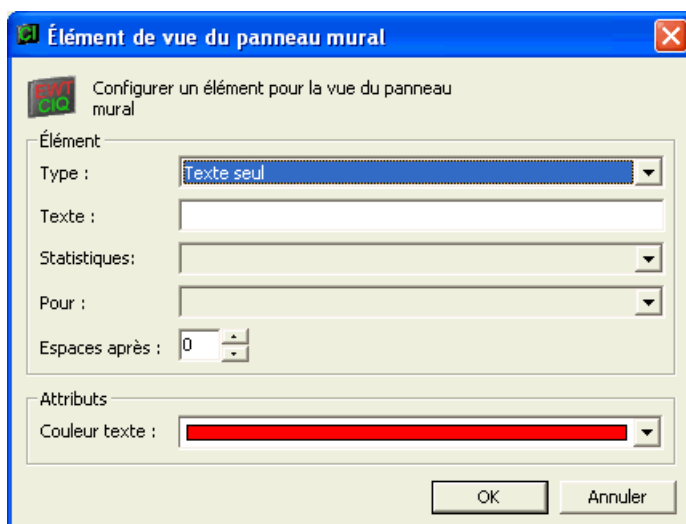 Élément de vue du panneau mural
EWT
CIQ
Configurer un élément pour la vue du panneau
mural
Élément
Type :
Texte seul
Texte :
Statistiques:
Pour :
Espaces après :
0
Attributs
Couleur texte :
OK
Annuler